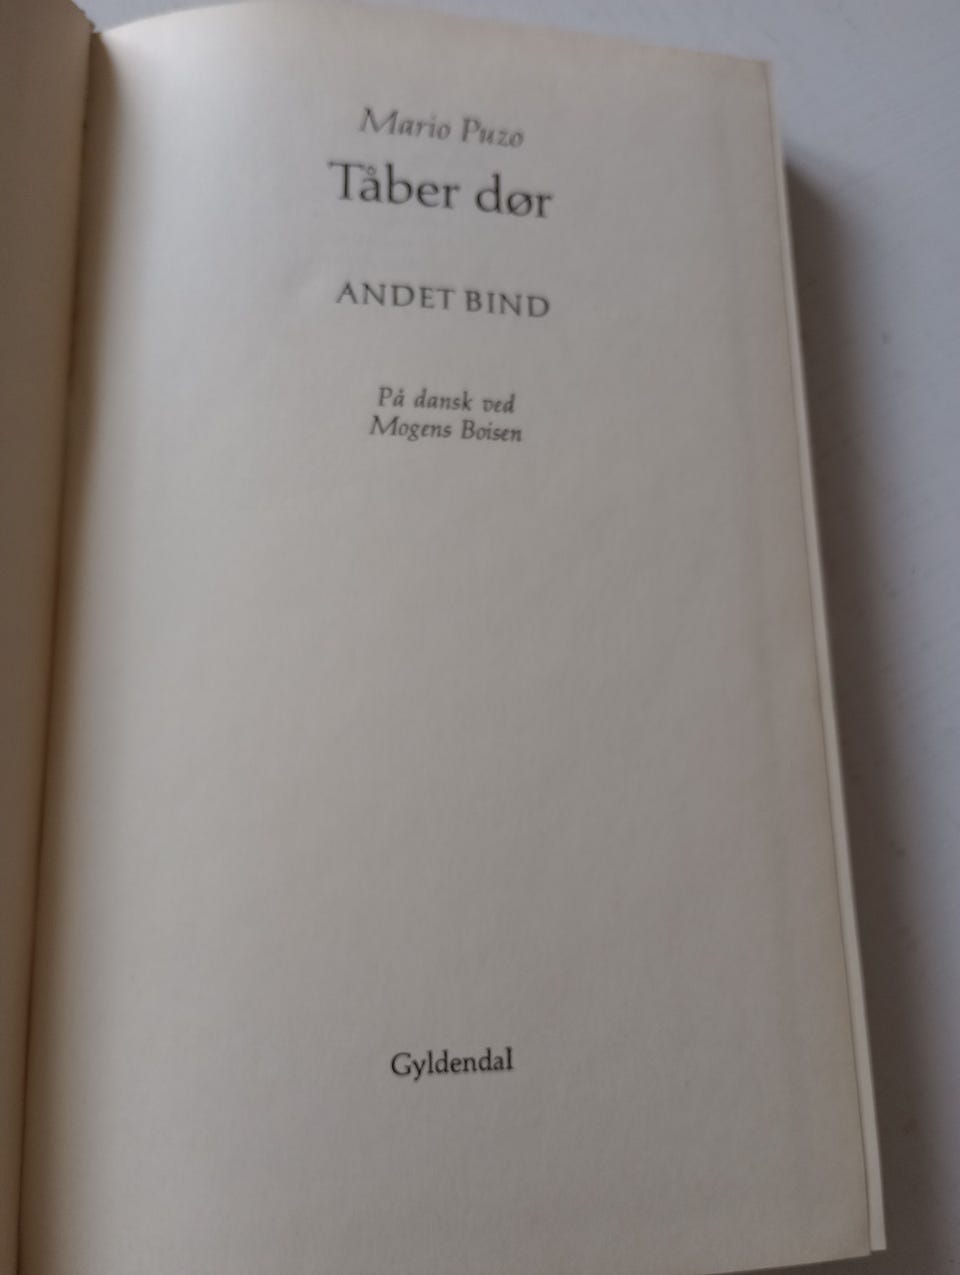 Mario Puzo
Tåber dør
ANDET BIND
På dansk ved
Mogens Boisen
Gyldendal